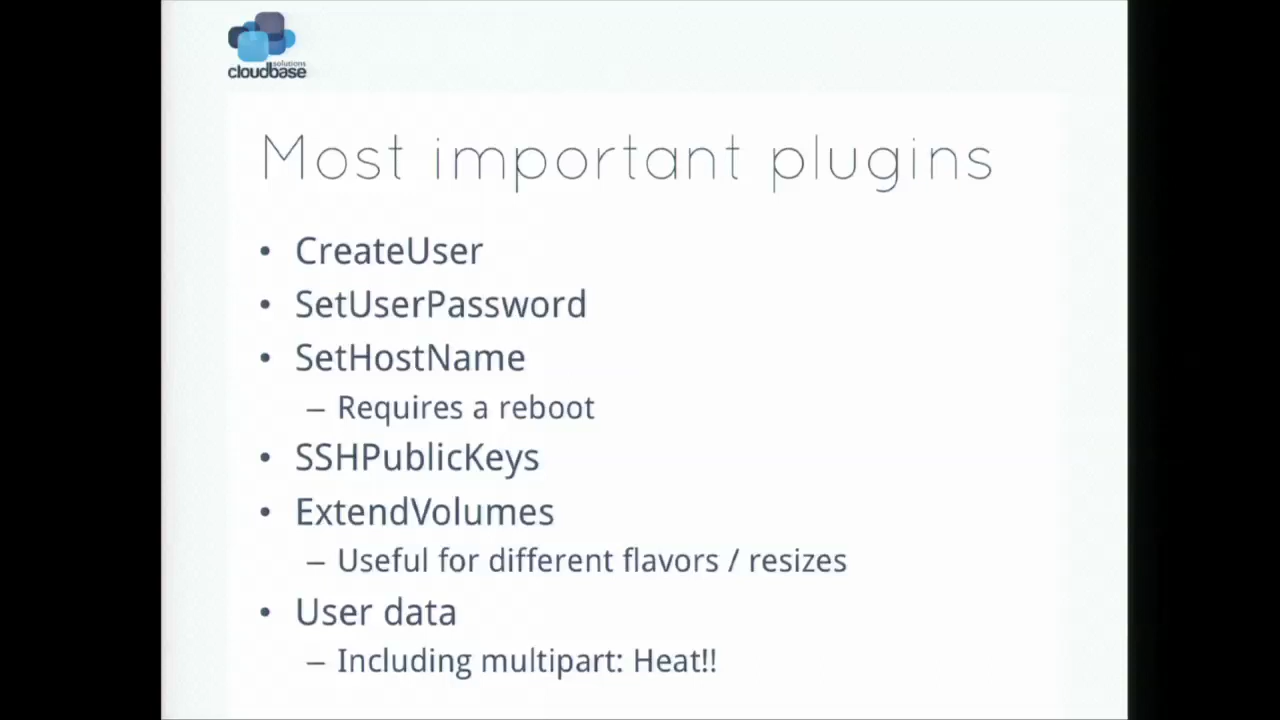 solutions
cloudbase
Most important plugins
• CreateUser
• SetUserPassword
• SetHostName
– Requires a reboot
• SSHPublicKeys
• ExtendVolumes
– Useful for different flavors / resizes
• User data
– Including multipart: Heat!!